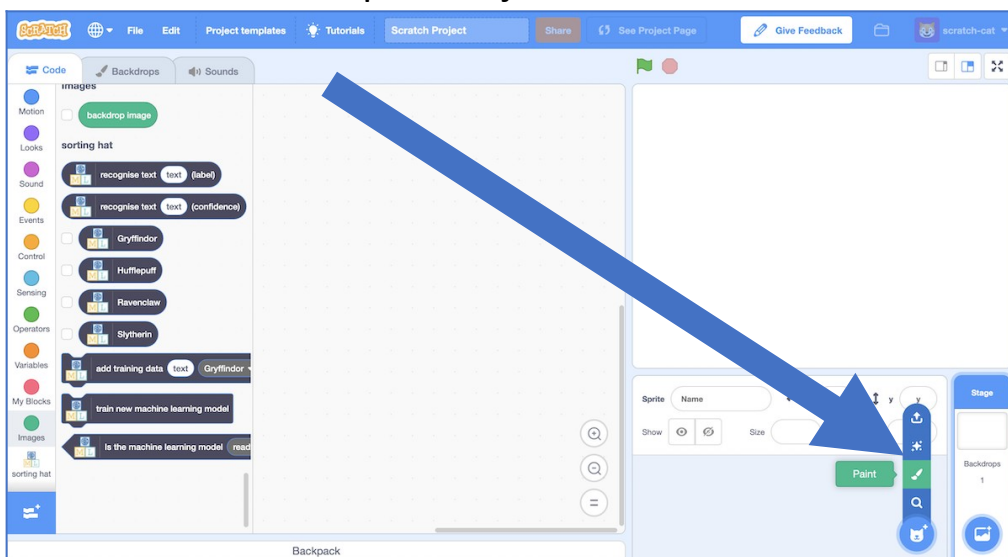 SCRATCH File Edit Project templates Tutorials Scratch Project Share See Project Page Give Feedback scratch-cat
Code Backdrops Sounds
Motion
Looks
Sound
Events
Control
Sensing
Operators
Variables
My Blocks
Images
sorting hat
Images
backdrop image
sorting hat
recognise text text (label)
recognise text text (confidence)
Gryffindor
Hufflepuff
Ravenclaw
Slytherin
add training data text Gryffindor
train new machine learning model
Is the machine learning model read
Backpack
Sprite Name y y
Show Size
Paint
Stage
Backdrops
1